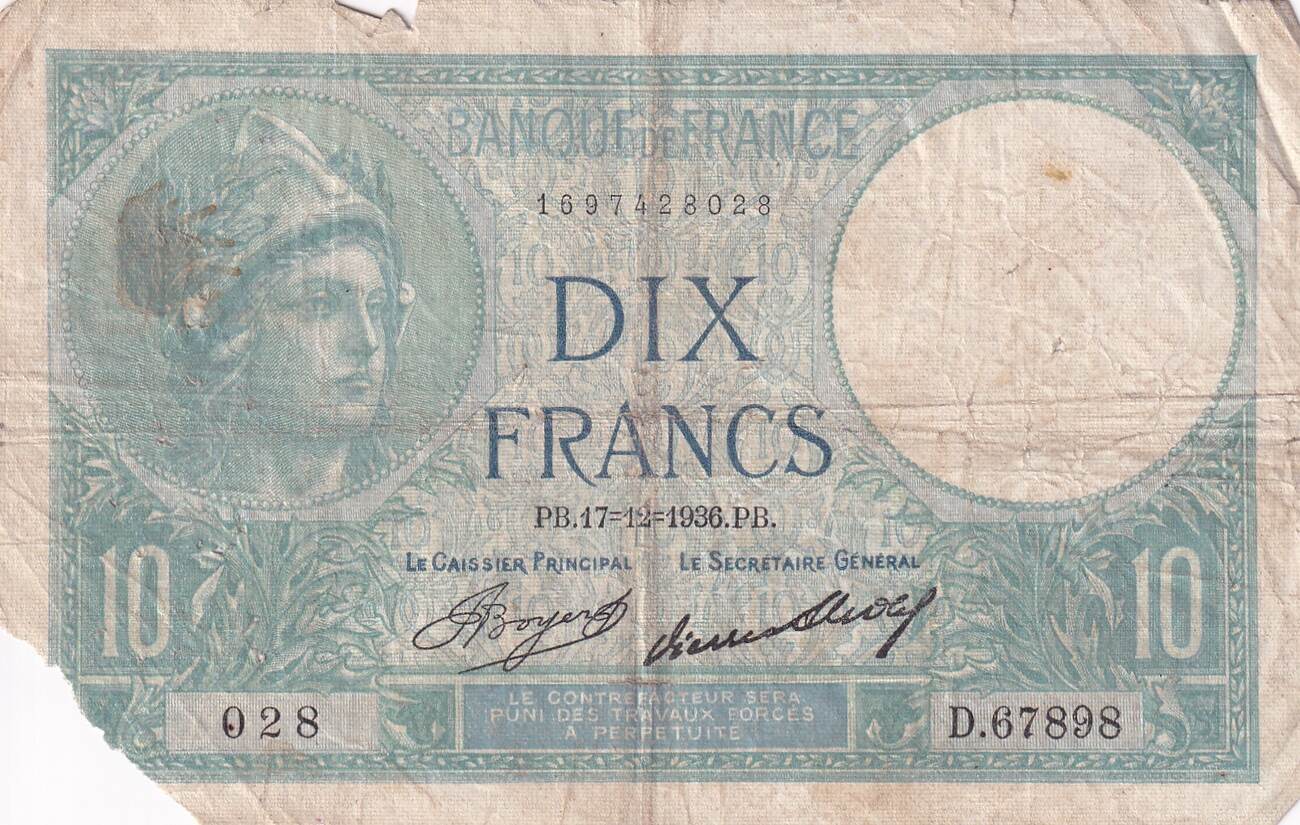 BANQUE DE FRANCE
1697428028
DIX
FRANCS
PB.17=12=1936.PB.
LE CAISSIER PRINCIPAL
LE SECRÉTAIRE GÉNÉRAL
Boyer
10
10
LE CONTREFACTEUR SERA
PUNI DES TRAVAUX FORCÉS
À PERPÉTUITÉ
028
D.67898